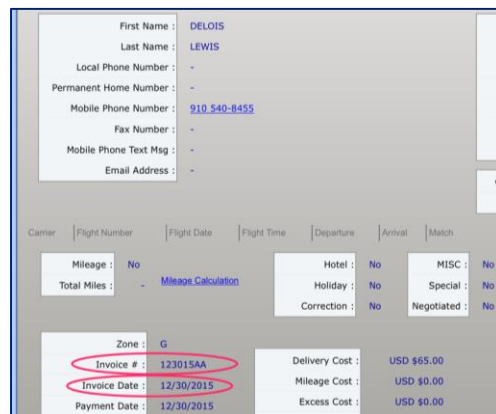 First Name : DELOIS
Last Name : LEWIS
Local Phone Number : -
Permanent Home Number : -
Mobile Phone Number : 910 540-8455
Fax Number : -
Mobile Phone Text Msg : -
Email Address : -
Carrier Flight Number Flight Date Flight Time Departure Arrival Match
Mileage : No Hotel : No MISC : No
Total Miles : - Mileage Calculation Holiday : No Special : No
Correction : No Negotiated : No
Zone : G
Invoice # : 123015AA Delivery Cost : USD $65.00
Invoice Date : 12/30/2015 Mileage Cost : USD $0.00
Payment Date : 12/30/2015 Excess Cost : USD $0.00